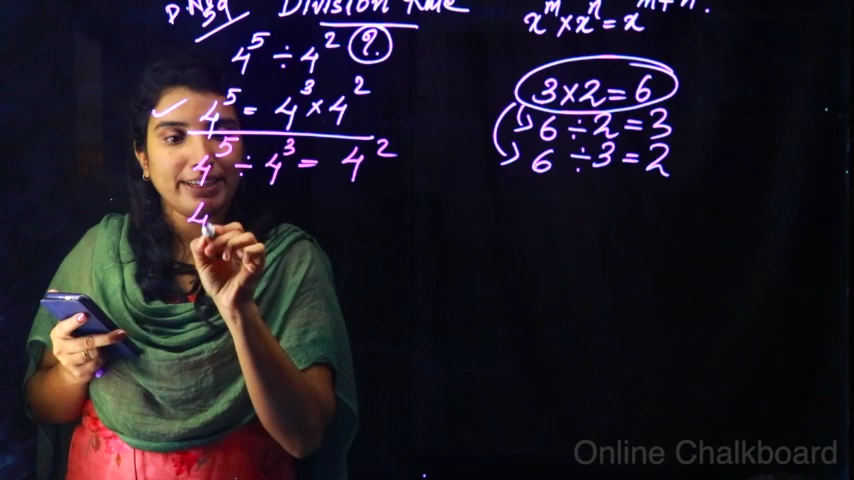 Division Rule
x^m × x^n = x^m+n.
4^5 ÷ 4^2 ?
3×2=6
✓ 4^5 = 4^3 × 4^2
6 ÷ 2 = 3
4^5 ÷ 4^3 = 4^2
6 ÷ 3 = 2
4
Online Chalkboard